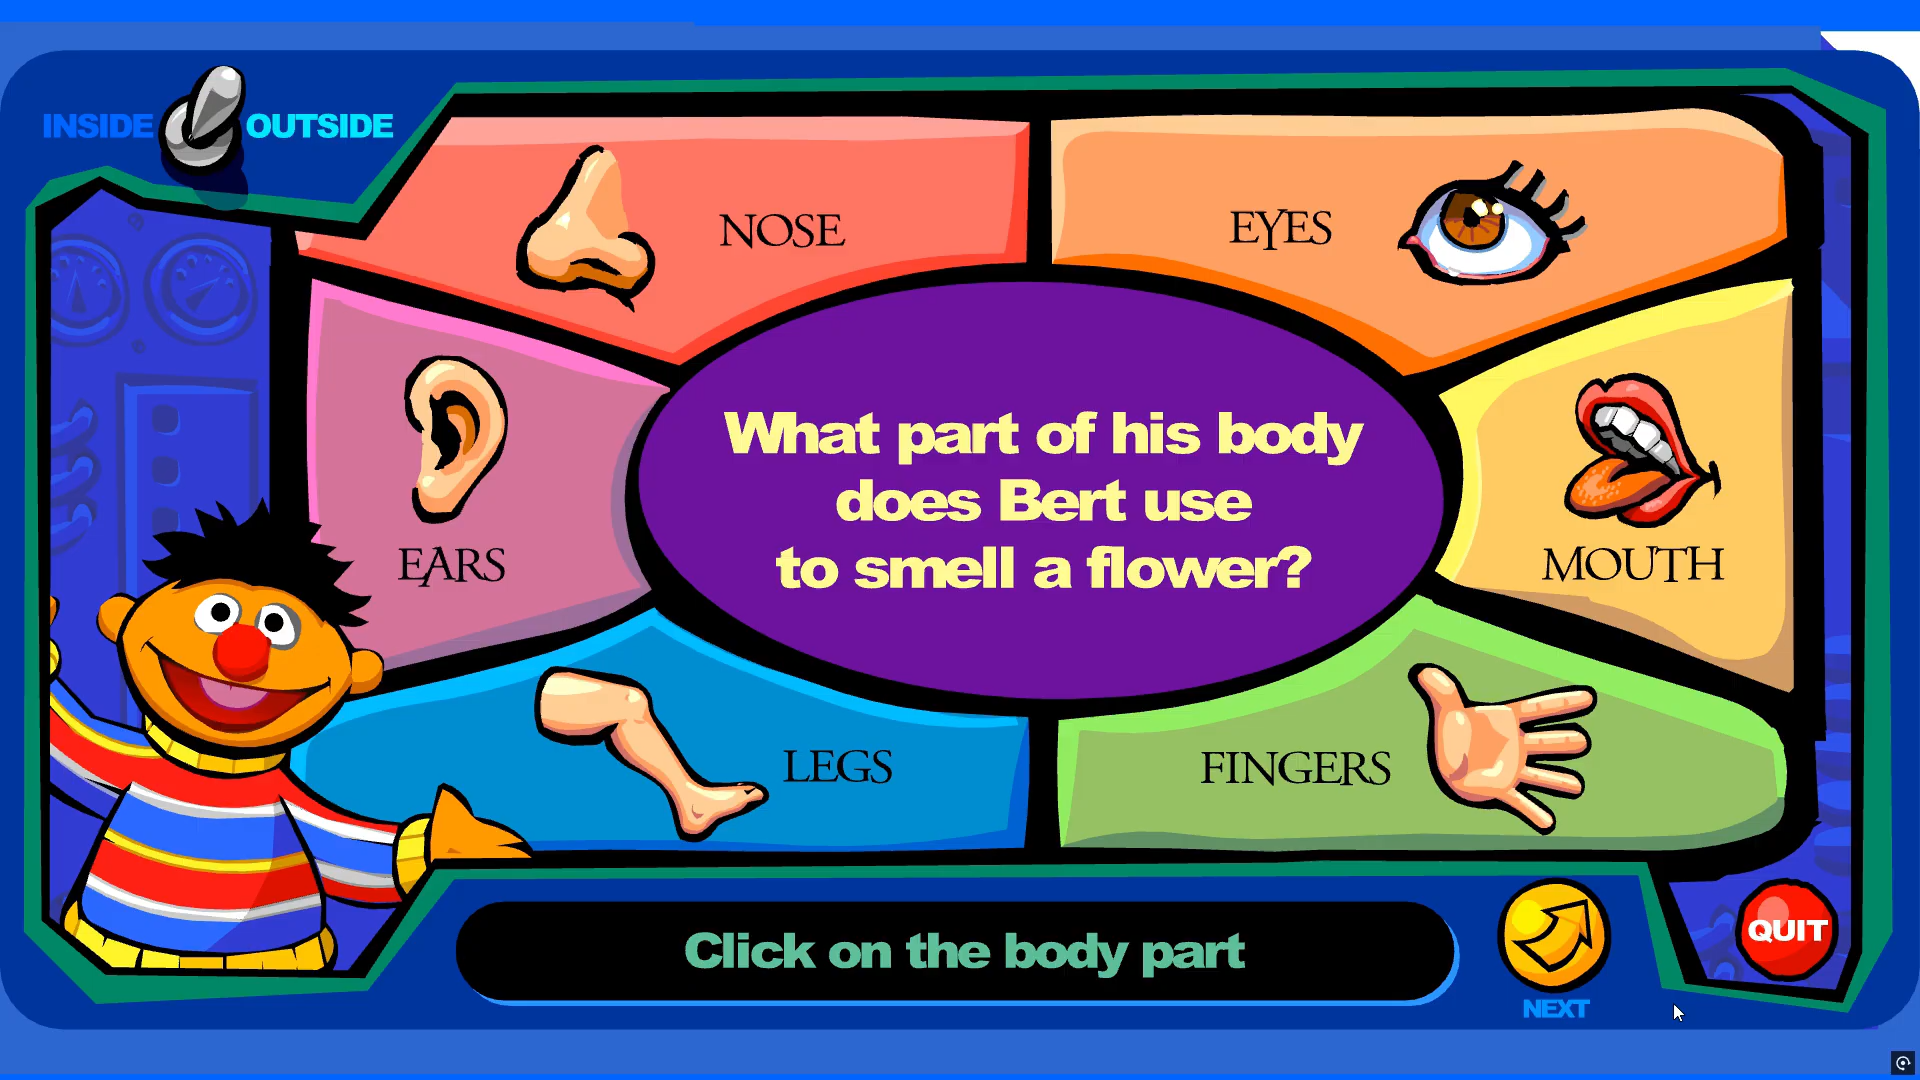 INSIDE
OUTSIDE
NOSE
EYES
EARS
What part of his body
does Bert use
to smell a flower?
MOUTH
LEGS
FINGERS
Click on the body part
NEXT
QUIT